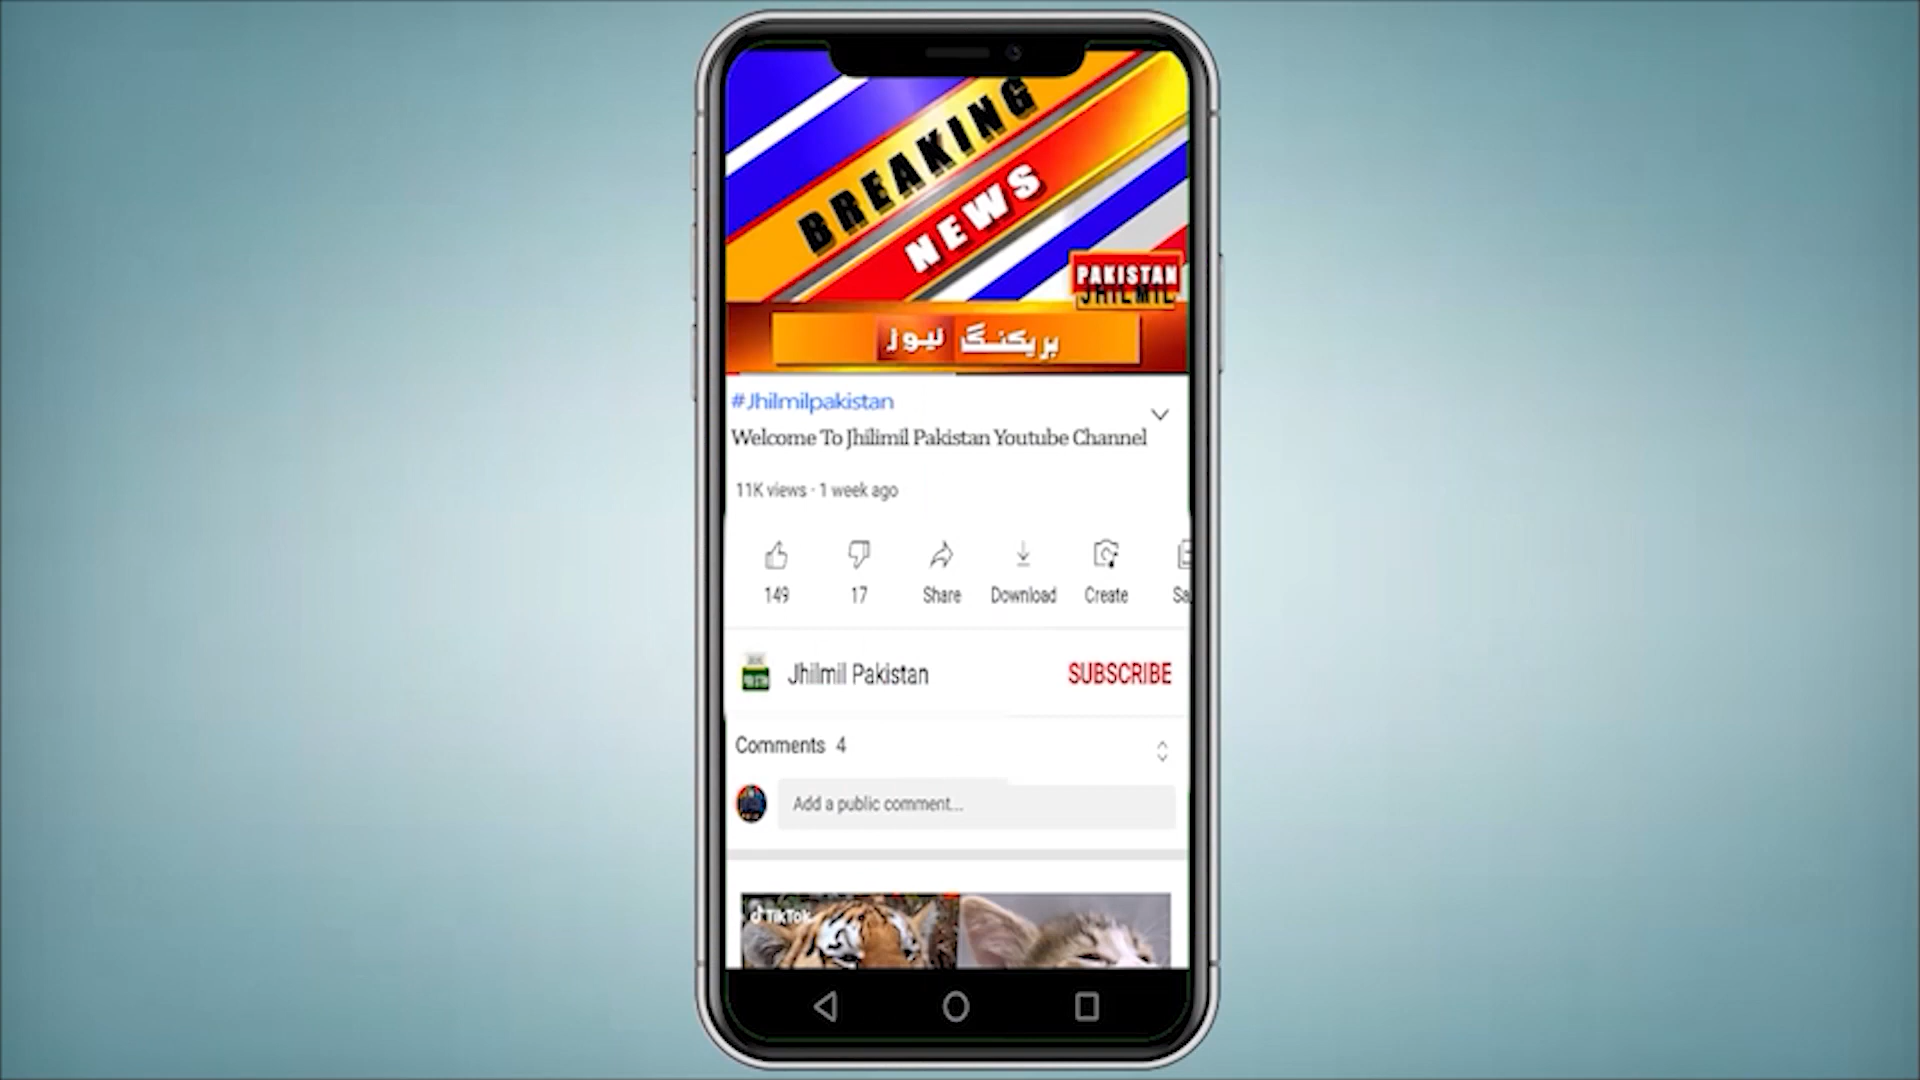 BREAKING
NEWS
PAKISTAN
JHILMIL
بریکنگ نیوز
#Jhilmilpakistan
Welcome To Jhilimil Pakistan Youtube Channel
11K views · 1 week ago
149
17
Share
Download
Create
Sa
Jhilmil Pakistan
SUBSCRIBE
Comments 4
Add a public comment...
TikTok